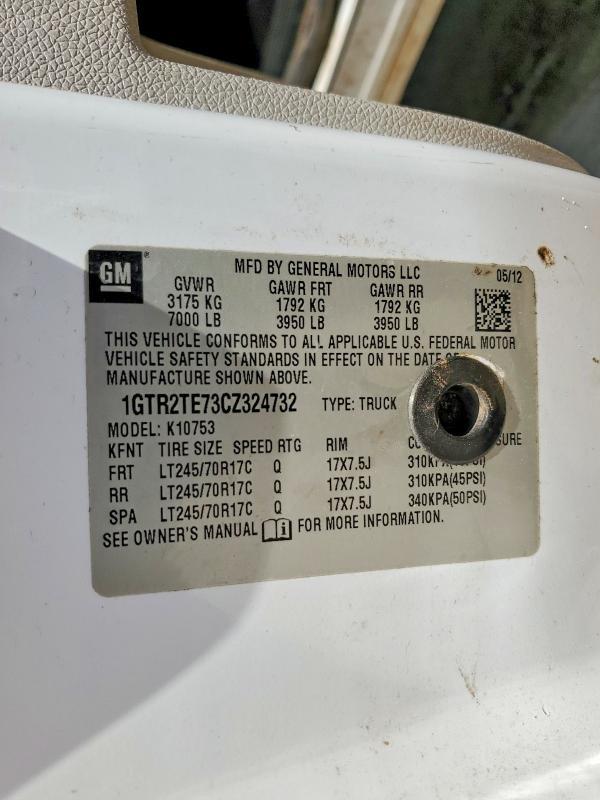 GM ®
MFD BY GENERAL MOTORS LLC 05/12
GVWR GAWR FRT GAWR RR
3175 KG 1792 KG 1792 KG
7000 LB 3950 LB 3950 LB
THIS VEHICLE CONFORMS TO ALL APPLICABLE U.S. FEDERAL MOTOR
VEHICLE SAFETY STANDARDS IN EFFECT ON THE DATE OF
MANUFACTURE SHOWN ABOVE.
1GTR2TE73CZ324732 TYPE: TRUCK
MODEL: K10753
KFNT TIRE SIZE SPEED RTG RIM
FRT LT245/70R17C Q 17X7.5J 310KPA(45PSI)
RR LT245/70R17C Q 17X7.5J 310KPA(45PSI)
SPA LT245/70R17C Q 17X7.5J 340KPA(50PSI)
SEE OWNER'S MANUAL FOR MORE INFORMATION.